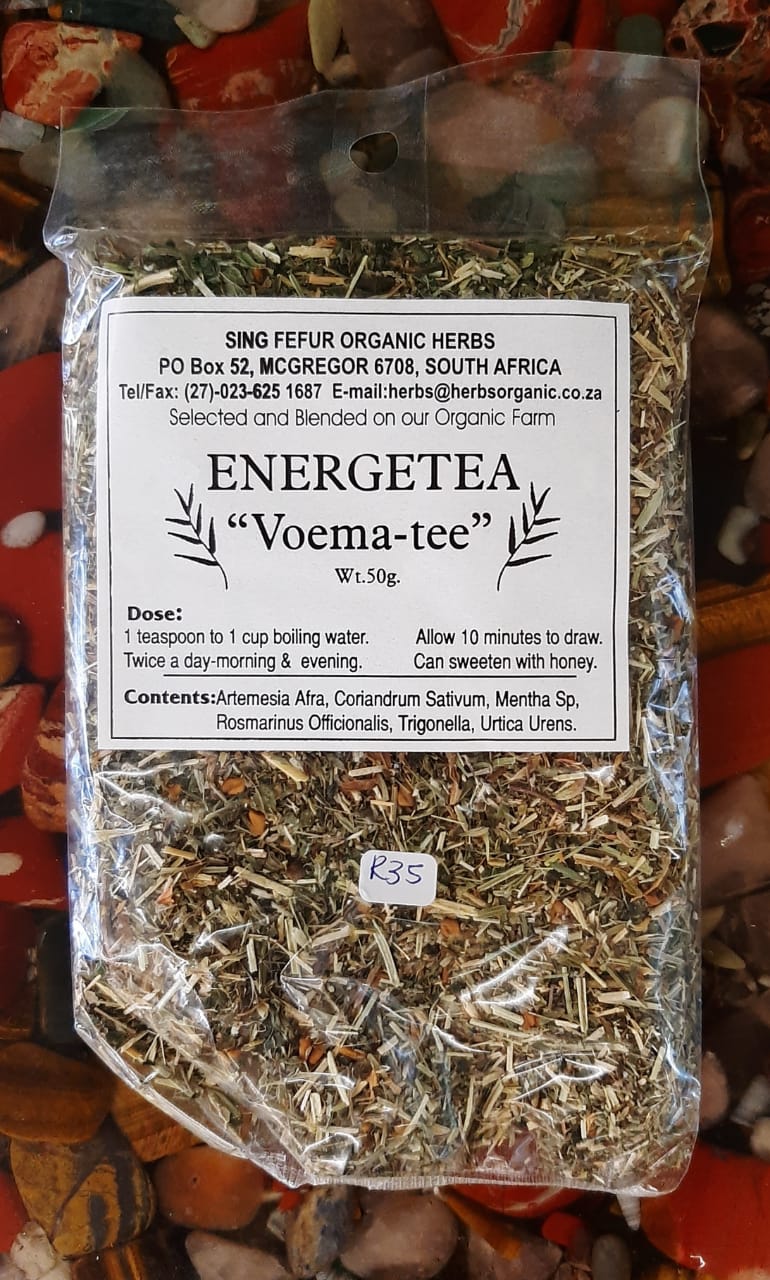 SING FEFUR ORGANIC HERBS
PO Box 52, MCGREGOR 6708, SOUTH AFRICA
Tel/Fax: (27)-023-625 1687 E-mail:herbs@herbsorganic.co.za
Selected and Blended on our Organic Farm
ENERGETEA
“Voema-tee”
Wt.50g.
Dose:
1 teaspoon to 1 cup boiling water. Allow 10 minutes to draw.
Twice a day-morning & evening. Can sweeten with honey.
Contents:Artemesia Afra, Coriandrum Sativum, Mentha Sp,
Rosmarinus Officionalis, Trigonella, Urtica Urens.
R35